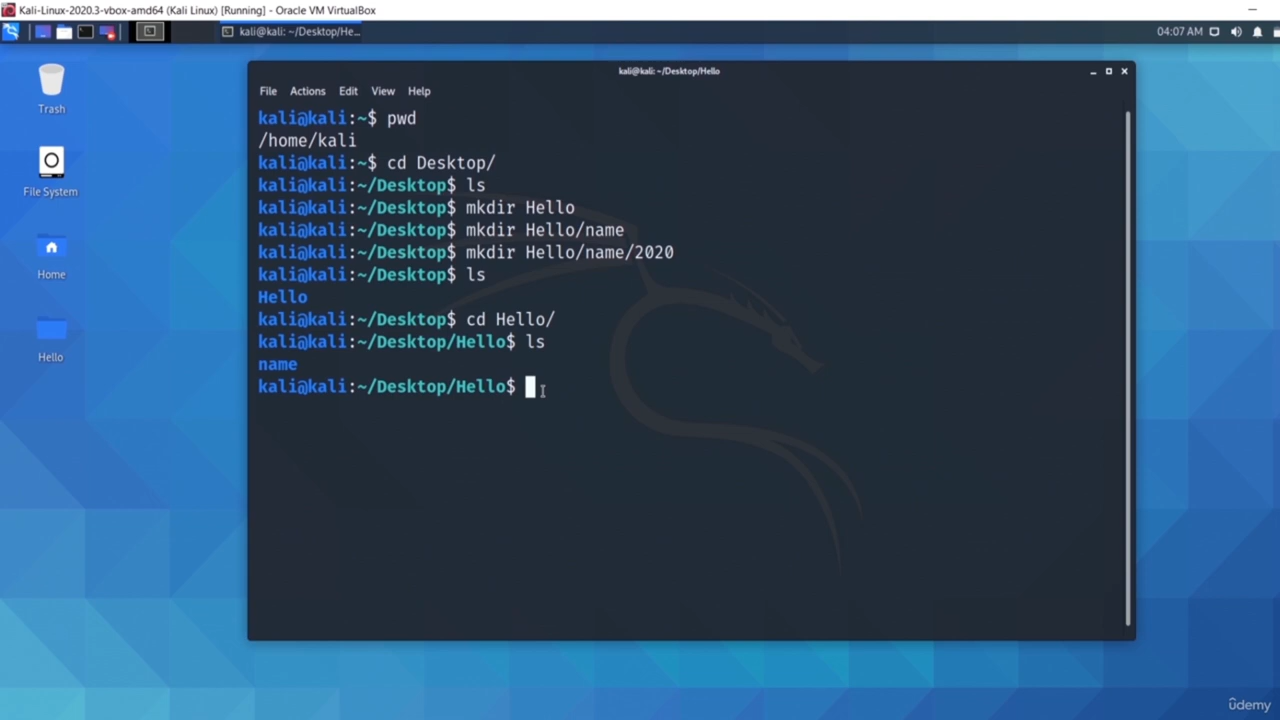 Kali-Linux-2020.3-vbox-amd64 (Kali Linux) [Running] - Oracle VM VirtualBox
kali@kali: ~/Desktop/He...
04:07 AM
Trash
File System
Home
Hello
kali@kali: ~/Desktop/Hello
File Actions Edit View Help
kali@kali:~$ pwd
/home/kali
kali@kali:~$ cd Desktop/
kali@kali:~/Desktop$ ls
kali@kali:~/Desktop$ mkdir Hello
kali@kali:~/Desktop$ mkdir Hello/name
kali@kali:~/Desktop$ mkdir Hello/name/2020
kali@kali:~/Desktop$ ls
Hello
kali@kali:~/Desktop$ cd Hello/
kali@kali:~/Desktop/Hello$ ls
name
kali@kali:~/Desktop/Hello$
ûdemy